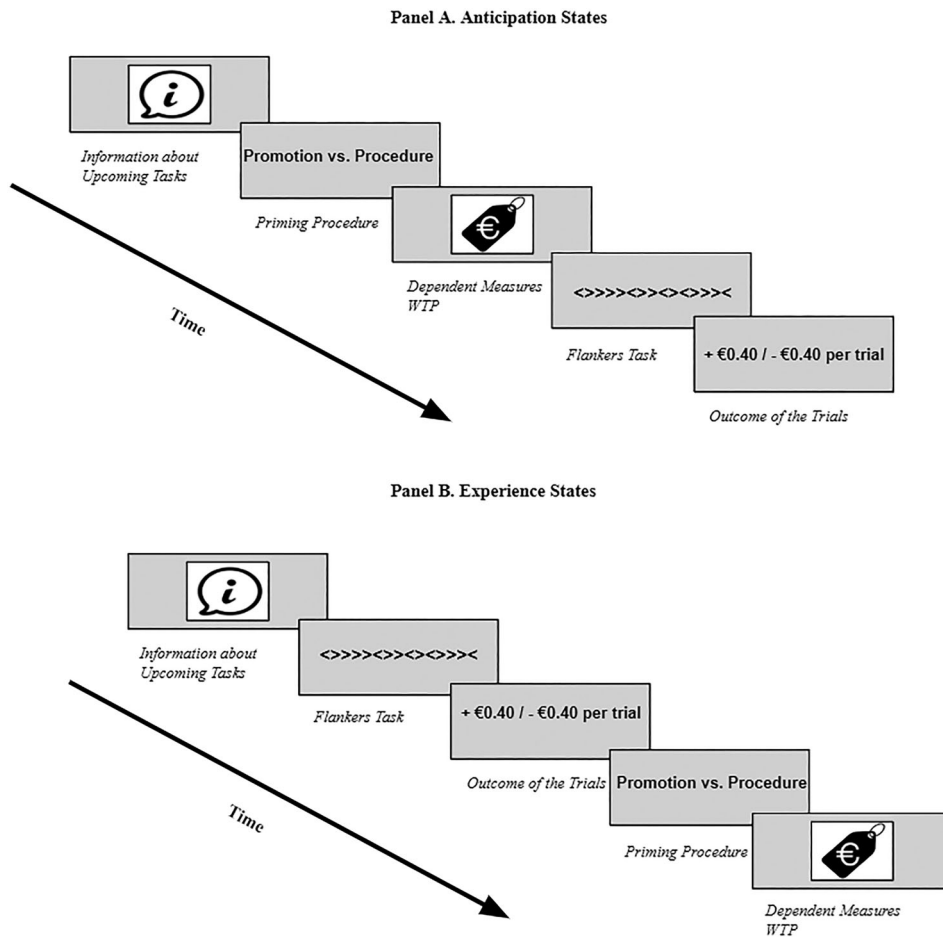 Panel A. Anticipation States
i
Information about
Upcoming Tasks
Promotion vs. Procedure
Priming Procedure
€
Dependent Measures
WTP
<>>>><>><><>>><
Flankers Task
+ €0.40 / - €0.40 per trial
Outcome of the Trials
Time
Panel B. Experience States
i
Information about
Upcoming Tasks
<>>>><>><><>>><
Flankers Task
+ €0.40 / - €0.40 per trial
Outcome of the Trials
Promotion vs. Procedure
Priming Procedure
€
Dependent Measures
WTP
Time